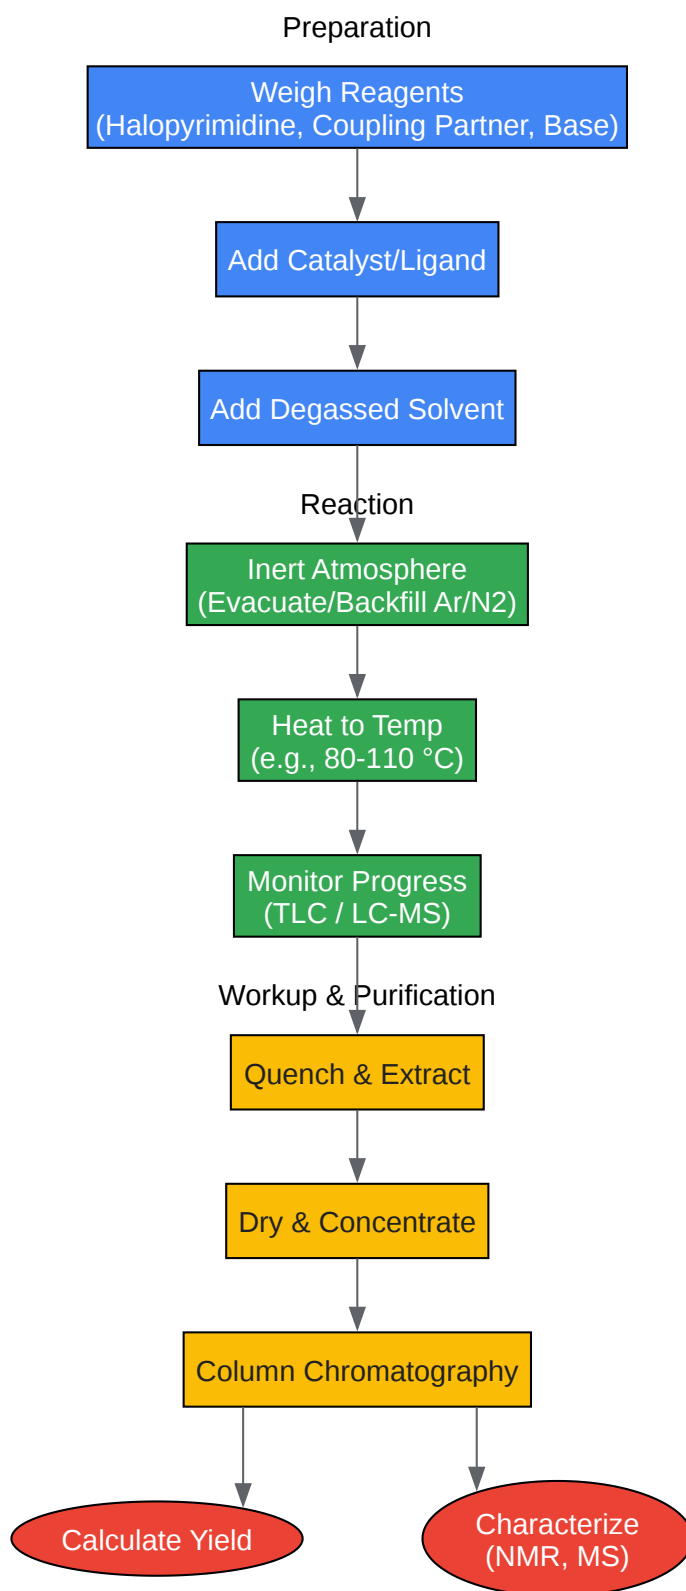 Preparation
Weigh Reagents
(Halopyrimidine, Coupling Partner, Base)
Add Catalyst/Ligand
Add Degassed Solvent
Reaction
Inert Atmosphere
(Evacuate/Backfill Ar/N2)
Heat to Temp
(e.g., 80-110 °C)
Monitor Progress
(TLC / LC-MS)
Workup & Purification
Quench & Extract
Dry & Concentrate
Column Chromatography
Calculate Yield
Characterize
(NMR, MS)